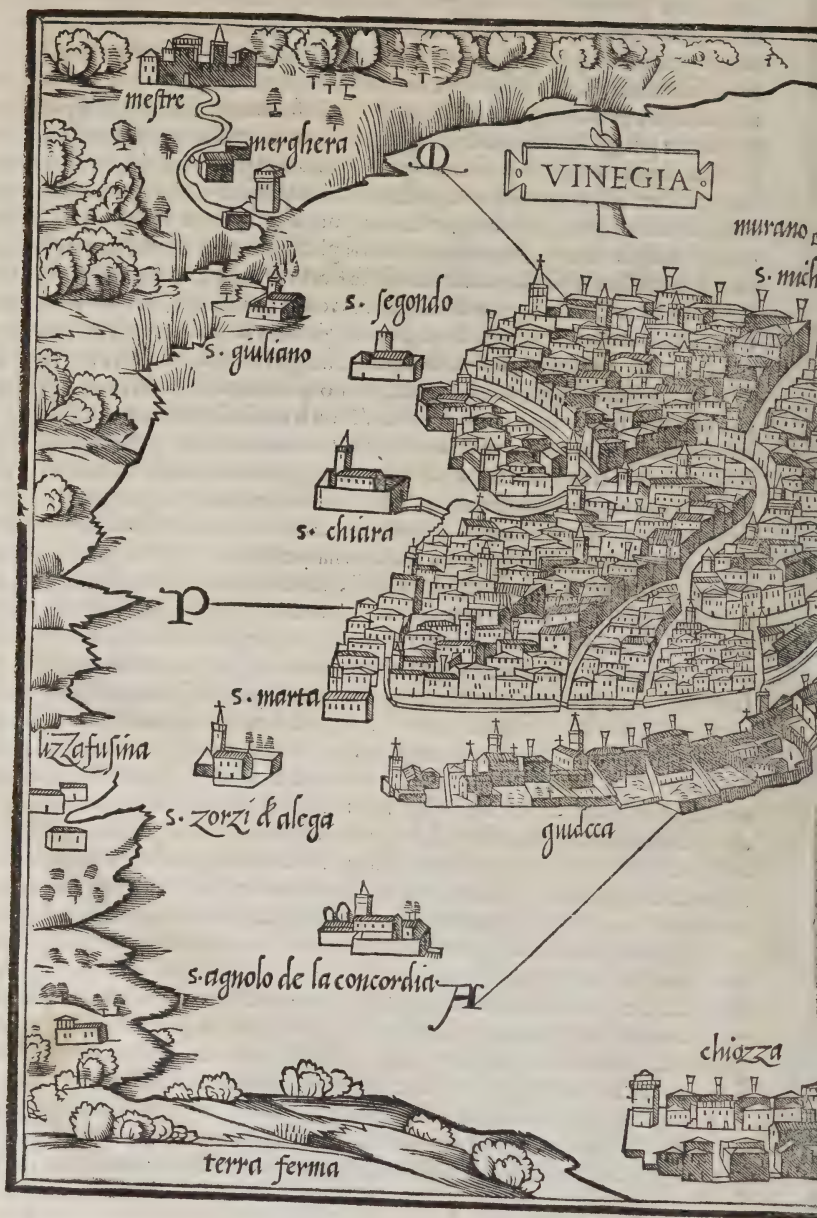 mestre
merghera
M
VINEGIA
murano
s. mich
s. segondo
s. giuliano
s. chiara
P
s. marta
lizzafusina
s. zorzi d'alega
giudecca
s. agnolo de la concordia
A
chiozza
terra ferma